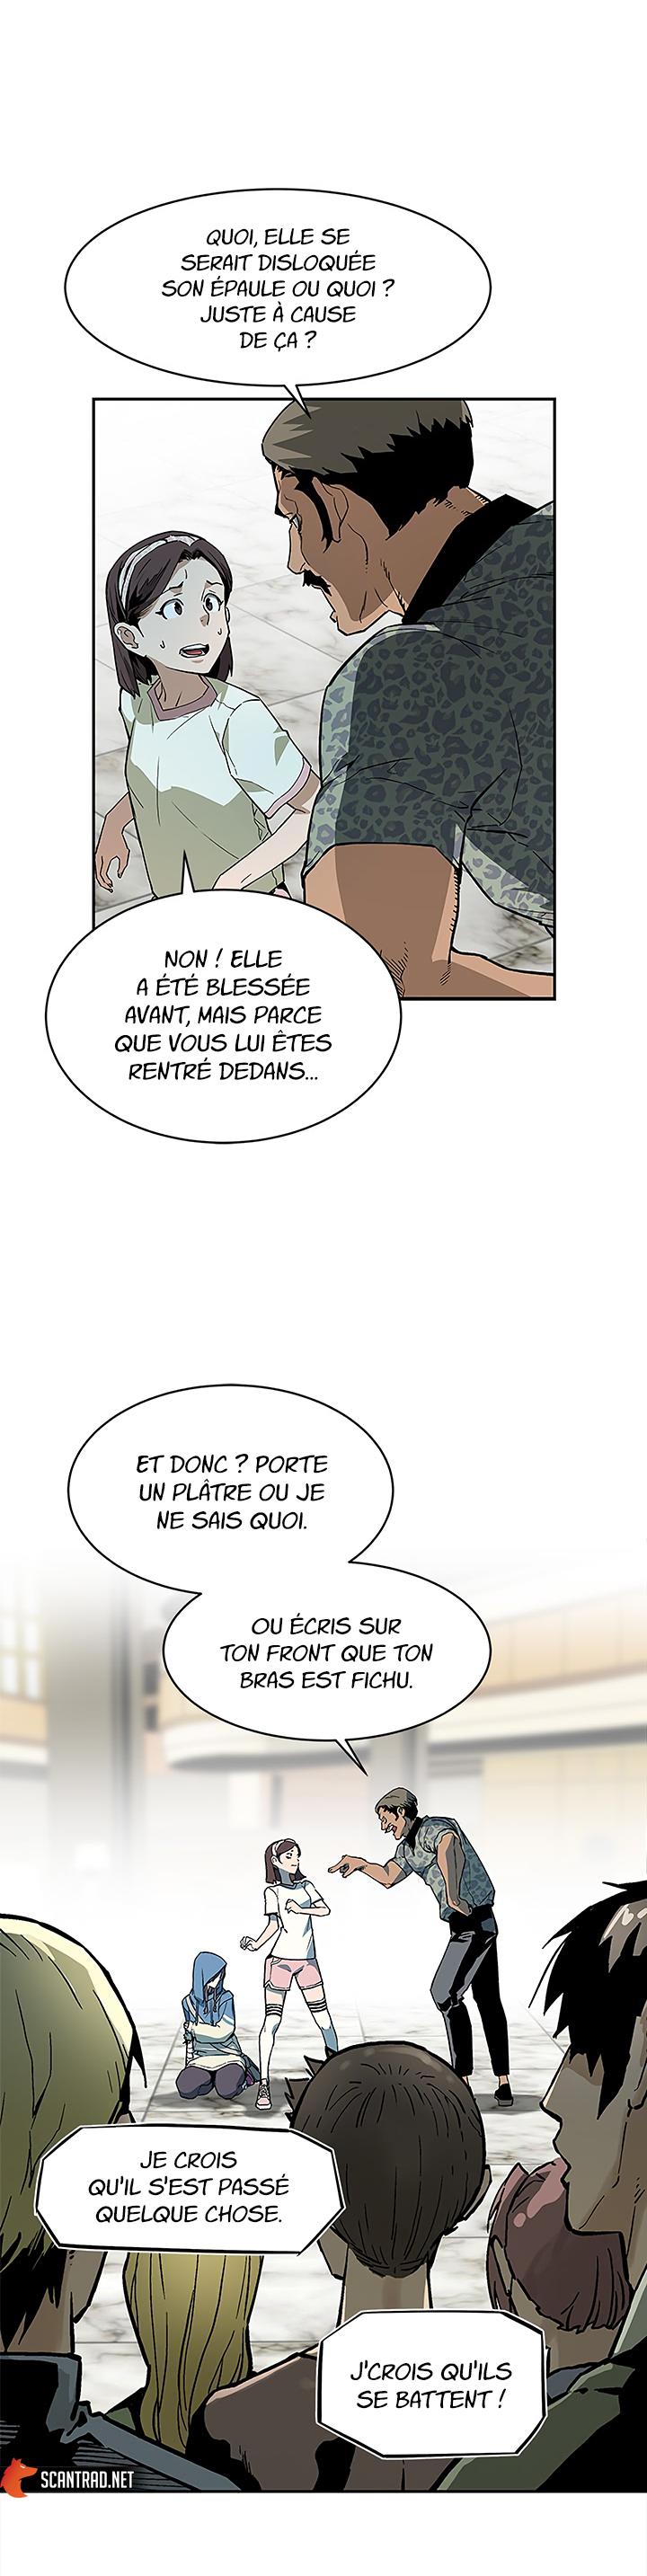 QUOI, ELLE SE
SERAIT DISLOQUÉE
SON ÉPAULE OU QUOI ?
JUSTE À CAUSE
DE ÇA ?
NON ! ELLE
A ÉTÉ BLESSÉE
AVANT, MAIS PARCE
QUE VOUS LUI ÊTES
RENTRÉ DEDANS...
ET DONC ? PORTE
UN PLÂTRE OU JE
NE SAIS QUOI.
OU ÉCRIS SUR
TON FRONT QUE TON
BRAS EST FICHU.
JE CROIS
QU'IL S'EST PASSÉ
QUELQUE CHOSE.
J'CROIS QU'ILS
SE BATTENT !
SCANTRAD.NET